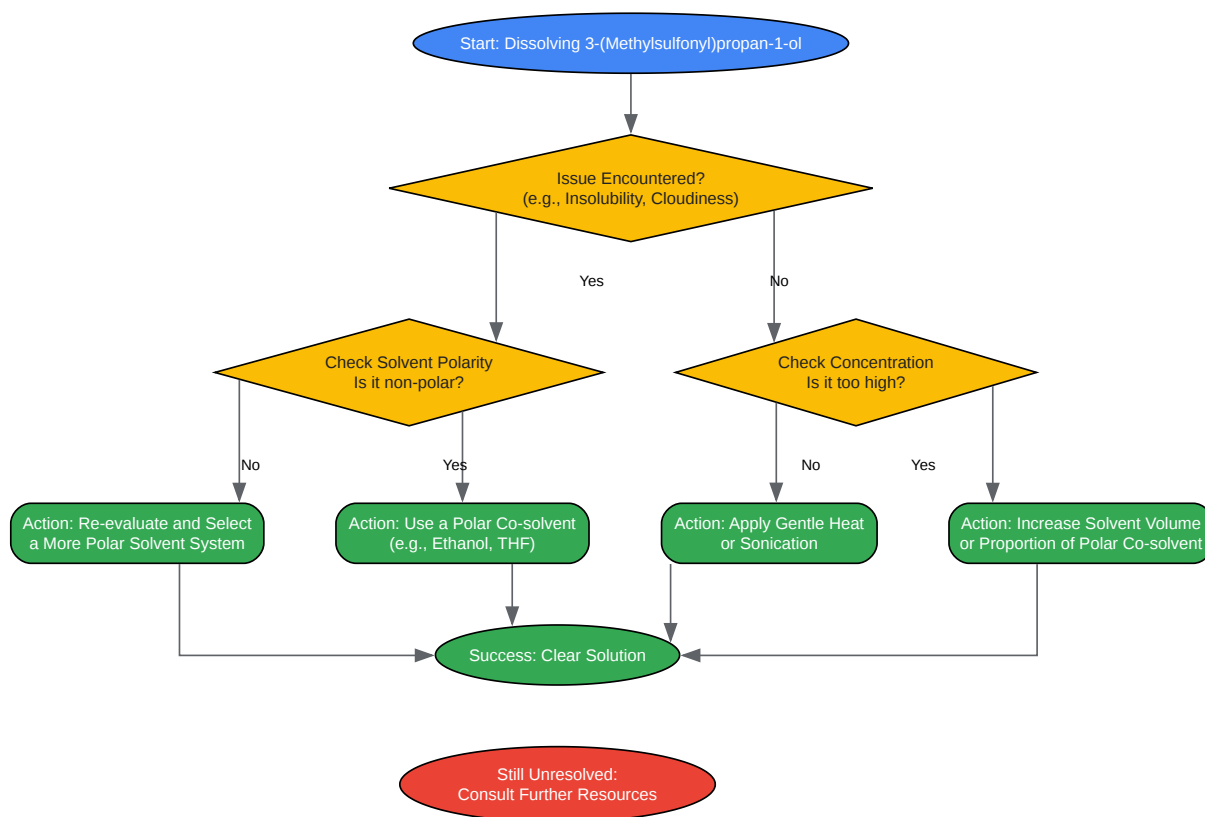 Start: Dissolving 3-(Methylsulfonyl)propan-1-ol
Issue Encountered?
(e.g., Insolubility, Cloudiness)
Yes
No
Check Solvent Polarity
Is it non-polar?
Check Concentration
Is it too high?
No
Yes
No
Yes
Action: Re-evaluate and Select
a More Polar Solvent System
Action: Use a Polar Co-solvent
(e.g., Ethanol, THF)
Action: Apply Gentle Heat
or Sonication
Action: Increase Solvent Volume
or Proportion of Polar Co-solvent
Success: Clear Solution
Still Unresolved:
Consult Further Resources